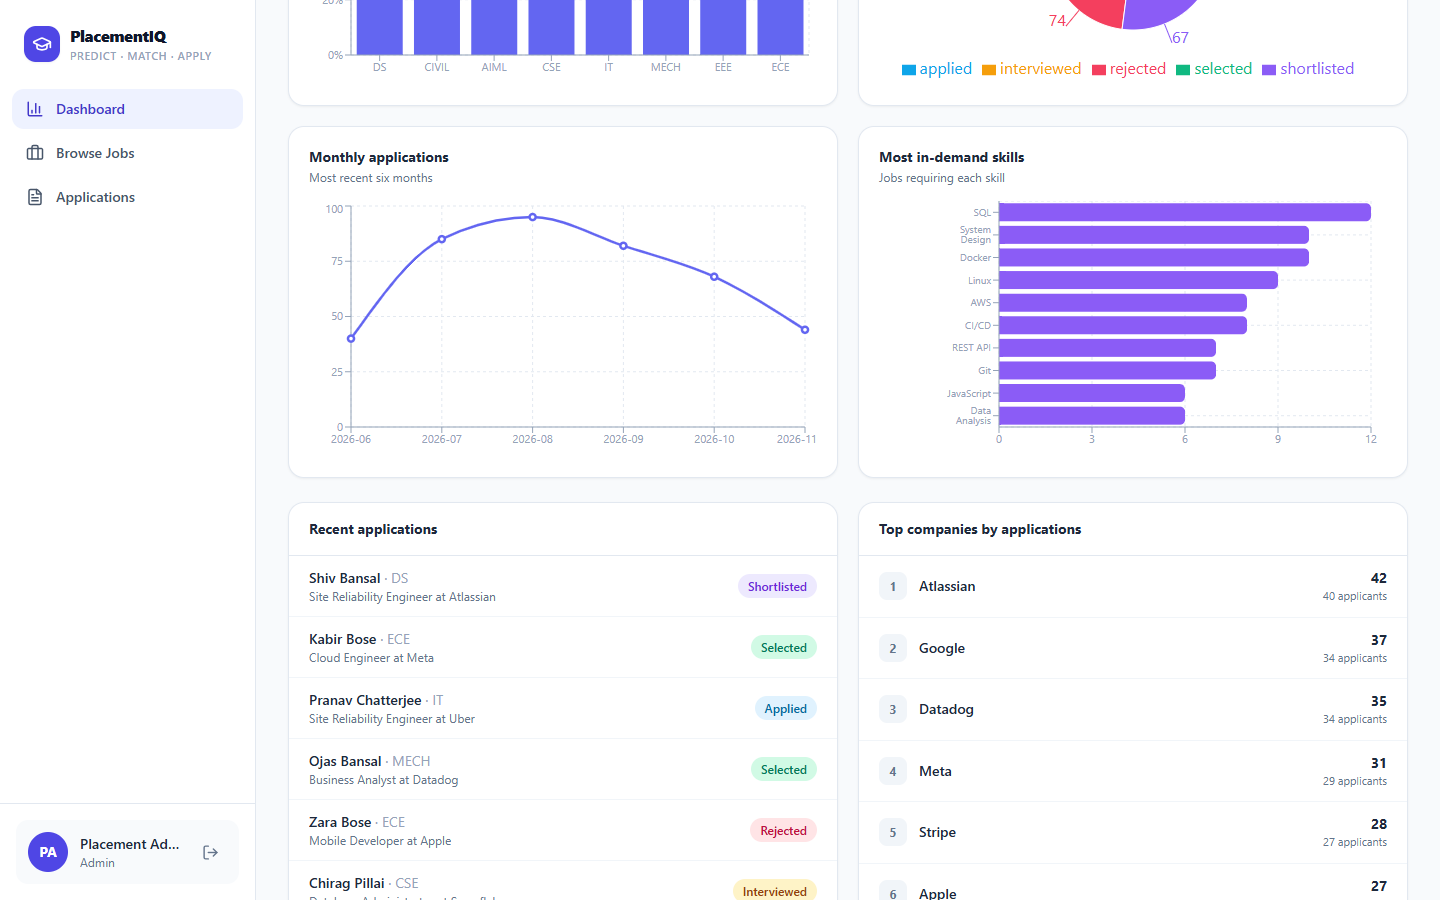 PlacementIQ
PREDICT · MATCH · APPLY
Dashboard
Browse Jobs
Applications
Placement Ad...
Admin
PA
20%
0%
DS CIVIL AIML CSE IT MECH EEE ECE
74
67
applied interviewed rejected selected shortlisted
Monthly applications
Most recent six months
100
75
50
25
0
2026-06 2026-07 2026-08 2026-09 2026-10 2026-11
Most in-demand skills
Jobs requiring each skill
SQL
System
Design
Docker
Linux
AWS
CI/CD
REST API
Git
JavaScript
Data
Analysis
0 3 6 9 12
Recent applications
Shiv Bansal · DS
Site Reliability Engineer at Atlassian
Shortlisted
Kabir Bose · ECE
Cloud Engineer at Meta
Selected
Pranav Chatterjee · IT
Site Reliability Engineer at Uber
Applied
Ojas Bansal · MECH
Business Analyst at Datadog
Selected
Zara Bose · ECE
Mobile Developer at Apple
Rejected
Chirag Pillai · CSE
Interviewed
Top companies by applications
1 Atlassian 42
40 applicants
2 Google 37
34 applicants
3 Datadog 35
34 applicants
4 Meta 31
29 applicants
5 Stripe 28
27 applicants
6 Apple 27